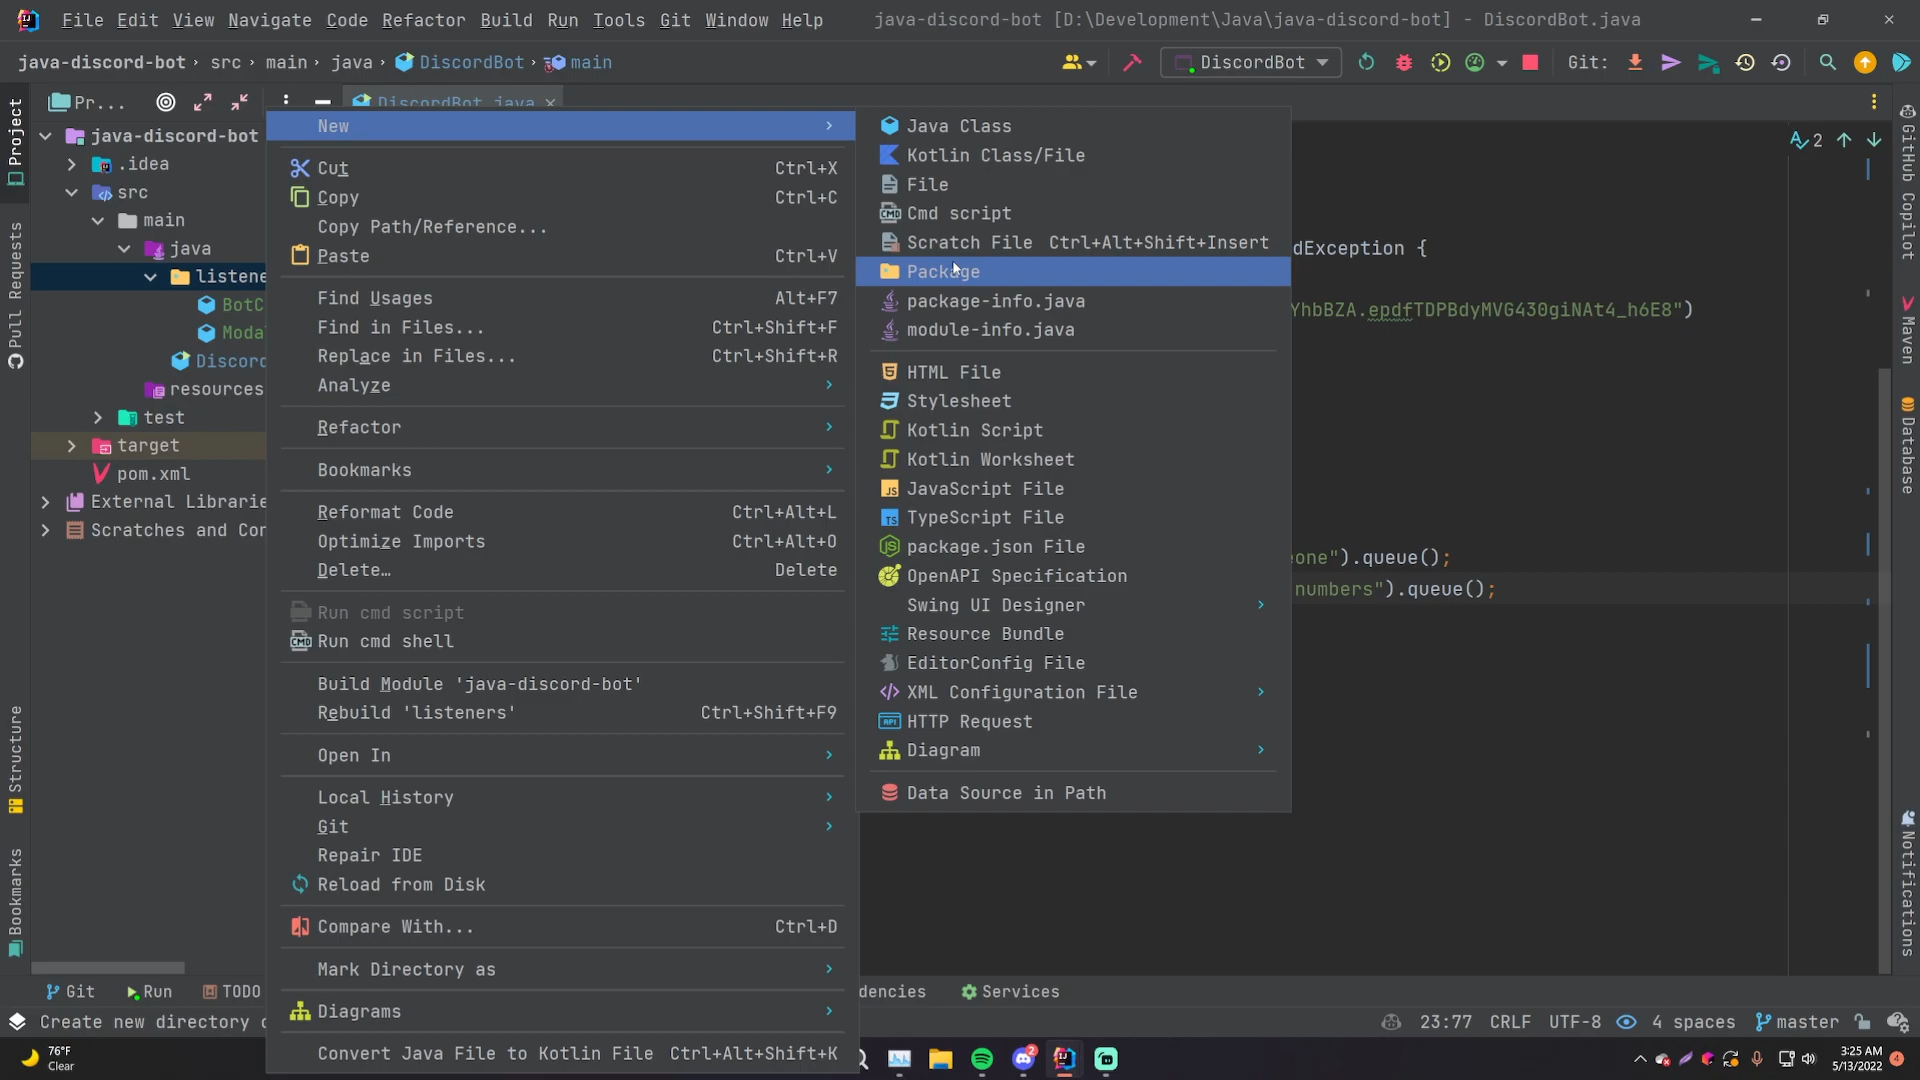 File Edit View Navigate Code Refactor Build Run Tools Git Window Help java-discord-bot [D:\Development\Java\java-discord-bot] - DiscordBot.java
java-discord-bot src main java DiscordBot main DiscordBot Git:
Pr... DiscordBot.java
Project
Pull Requests
Structure
Bookmarks
java-discord-bot
.idea
src
main
java
listene
BotC
Moda
Discord
resources
test
target
pom.xml
External Librarie
Scratches and Con
New
Cut Ctrl+X
Copy Ctrl+C
Copy Path/Reference...
Paste Ctrl+V
Find Usages Alt+F7
Find in Files... Ctrl+Shift+F
Replace in Files... Ctrl+Shift+R
Analyze
Refactor
Bookmarks
Reformat Code Ctrl+Alt+L
Optimize Imports Ctrl+Alt+O
Delete... Delete
Run cmd script
Run cmd shell
Build Module 'java-discord-bot'
Rebuild 'listeners' Ctrl+Shift+F9
Open In
Local History
Git
Repair IDE
Reload from Disk
Compare With... Ctrl+D
Mark Directory as
Diagrams
Convert Java File to Kotlin File Ctrl+Alt+Shift+K
Java Class
Kotlin Class/File
File
Cmd script
Scratch File Ctrl+Alt+Shift+Insert
Package
package-info.java
module-info.java
HTML File
Stylesheet
Kotlin Script
Kotlin Worksheet
JavaScript File
TypeScript File
package.json File
OpenAPI Specification
Swing UI Designer
Resource Bundle
EditorConfig File
XML Configuration File
HTTP Request
Diagram
Data Source in Path
2
dException {
YhbBZA.epdfTDPBdyMVG430giNAt4_h6E8")
one").queue();
numbers").queue();
GitHub Copilot
Maven
Database
Notifications
Git Run TODO dencies Services
Create new directory 23:77 CRLF UTF-8 4 spaces master
76°F
Clear
2
3:25 AM
5/13/2022
4